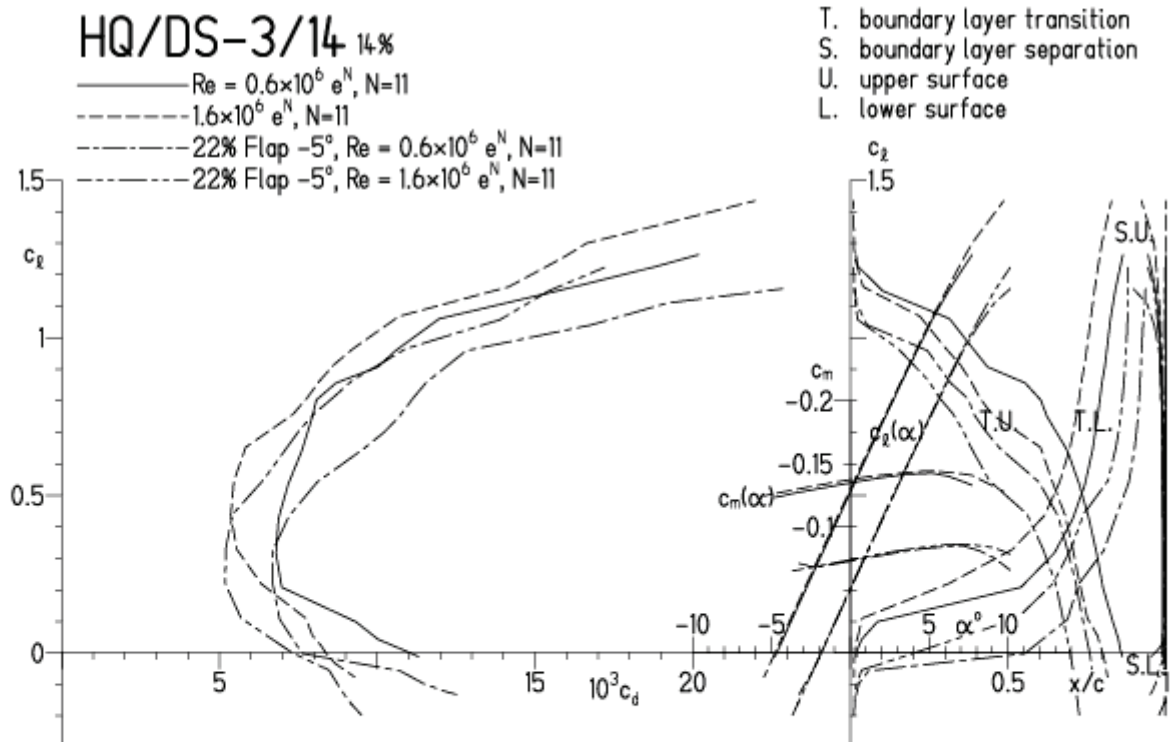 HQ/DS-3/14 14%
Re = 0.6×10⁶ eᴺ, N=11
1.6×10⁶ eᴺ, N=11
22% Flap -5°, Re = 0.6×10⁶ eᴺ, N=11
22% Flap -5°, Re = 1.6×10⁶ eᴺ, N=11
T. boundary layer transition
S. boundary layer separation
U. upper surface
L. lower surface
1.5
cℓ
1
0.5
0
5
15
10³c_d
20
cℓ
1.5
S.U.
c_m
-0.2
T.U.
T.L.
cℓ(α)
-0.15
c_m(α)
-0.1
-10
-5
5
α°
10
0.5
x/c
S.L.
1